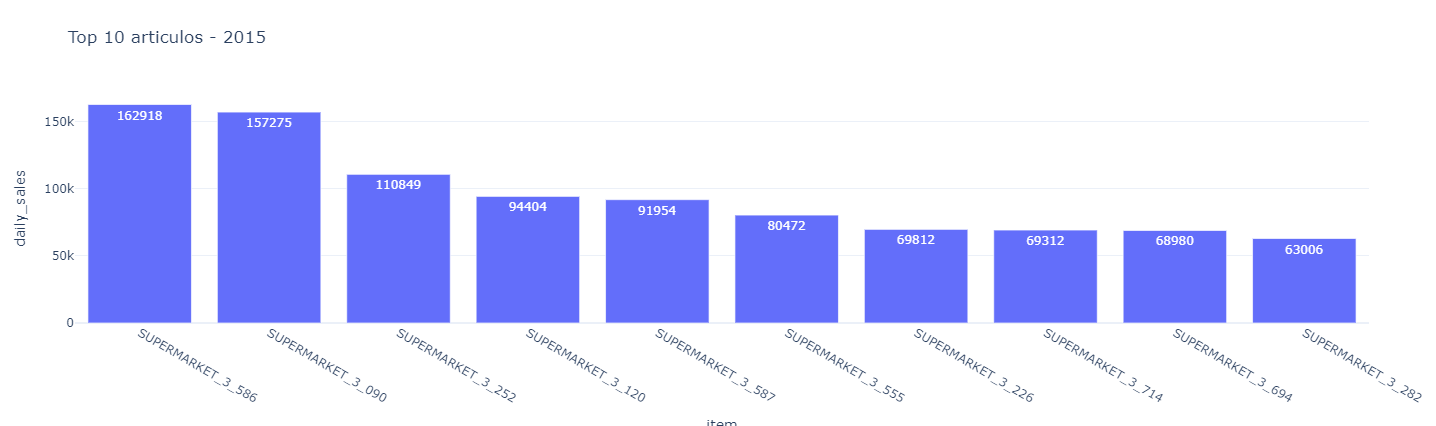 Top 10 articulos - 2015
daily_sales
150k
100k
50k
0
162918
157275
110849
94404
91954
80472
69812
69312
68980
63006
SUPERMARKET_3_586
SUPERMARKET_3_090
SUPERMARKET_3_252
SUPERMARKET_3_120
SUPERMARKET_3_587
SUPERMARKET_3_555
SUPERMARKET_3_226
SUPERMARKET_3_714
SUPERMARKET_3_694
SUPERMARKET_3_282
item